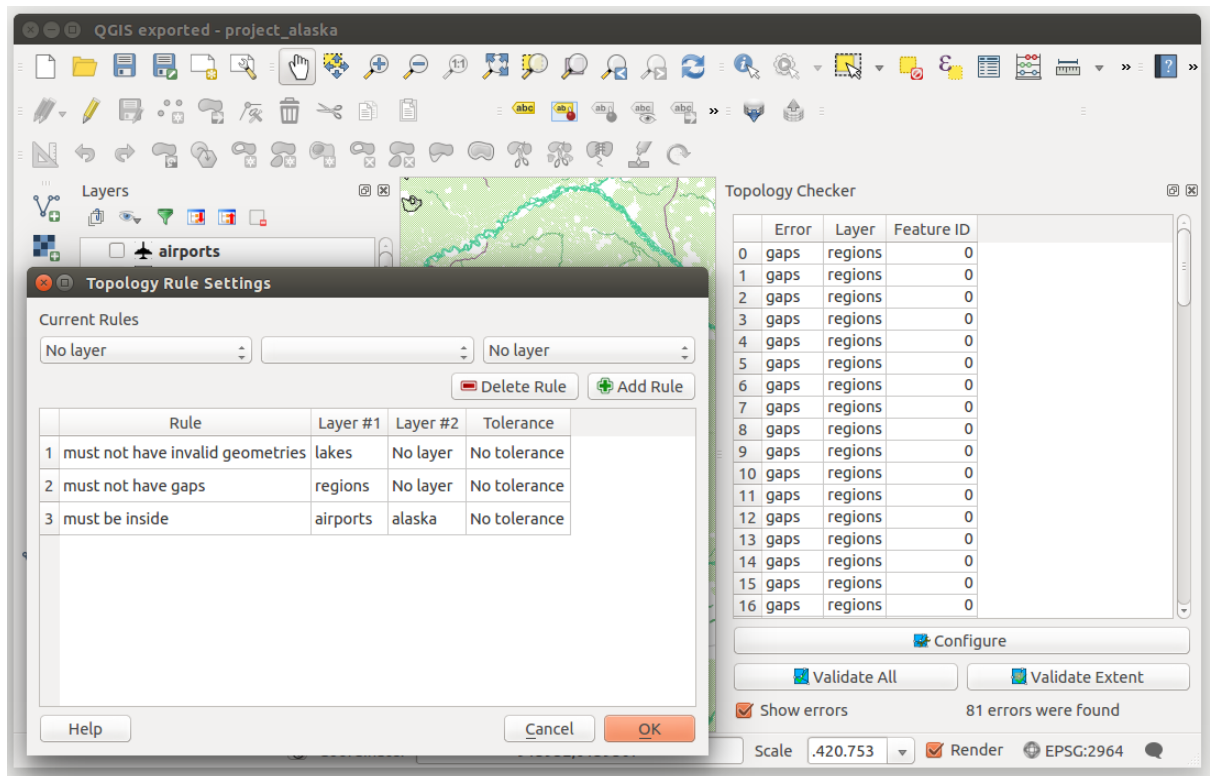 QGIS exported - project_alaska
abc
Layers
airports
Topology Rule Settings
Current Rules
No layer
No layer
Delete Rule
Add Rule
Rule Layer #1 Layer #2 Tolerance
1 must not have invalid geometries lakes No layer No tolerance
2 must not have gaps regions No layer No tolerance
3 must be inside airports alaska No tolerance
Help
Cancel
OK
Topology Checker
Error Layer Feature ID
0 gaps regions 0
1 gaps regions 0
2 gaps regions 0
3 gaps regions 0
4 gaps regions 0
5 gaps regions 0
6 gaps regions 0
7 gaps regions 0
8 gaps regions 0
9 gaps regions 0
10 gaps regions 0
11 gaps regions 0
12 gaps regions 0
13 gaps regions 0
14 gaps regions 0
15 gaps regions 0
16 gaps regions 0
Configure
Validate All
Validate Extent
Show errors
81 errors were found
Scale .420.753
Render
EPSG:2964